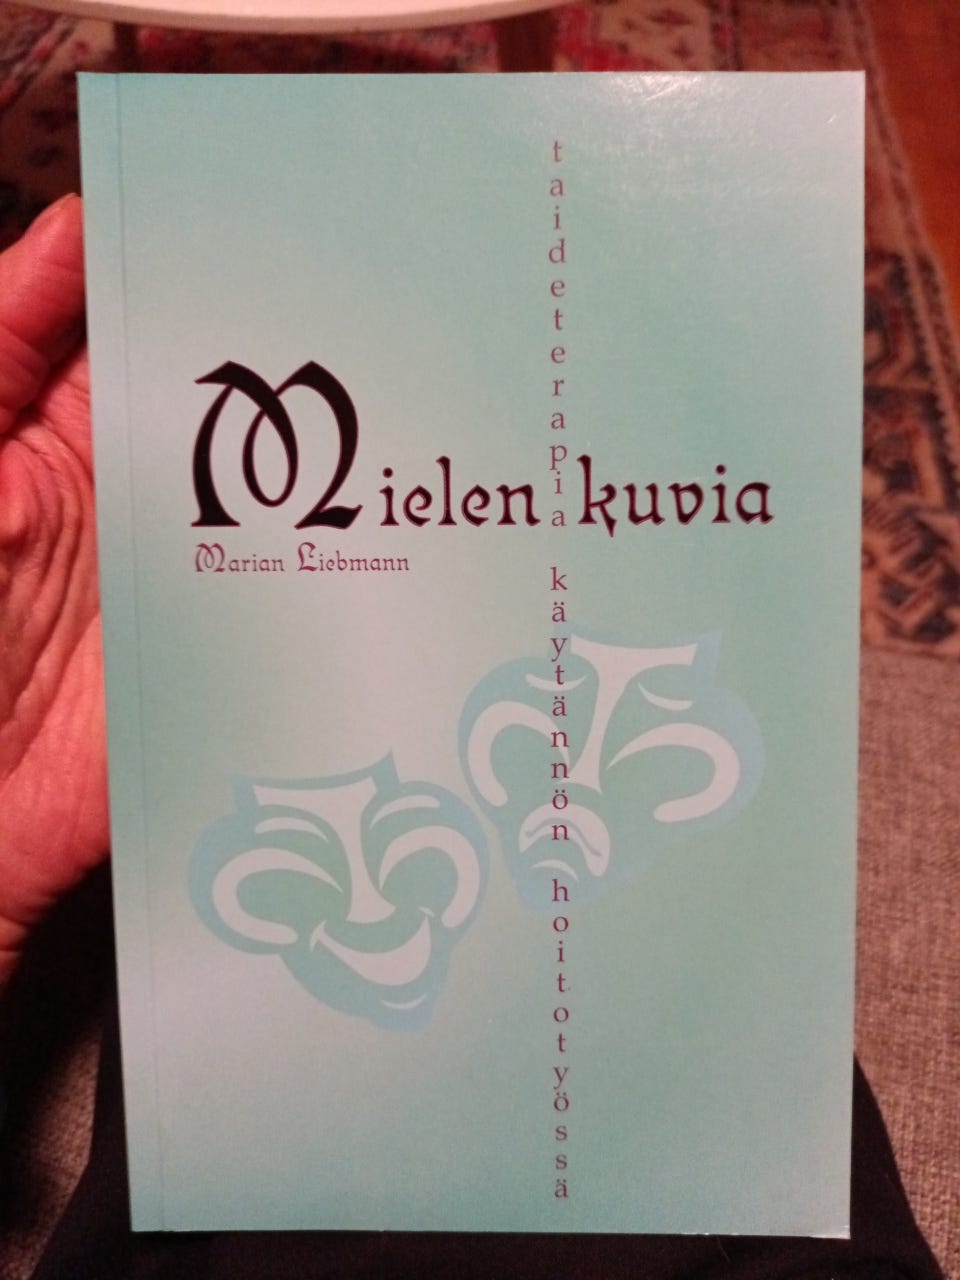 Mielen kuvia
Marian Liebmann
taideterapia käytännön hoitotyössä